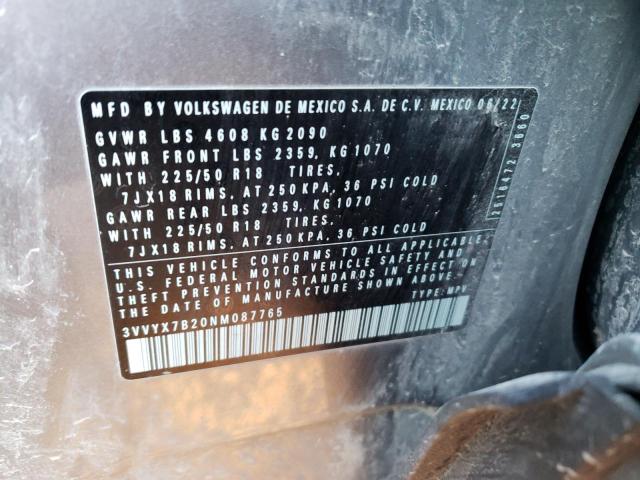 MFD BY VOLKSWAGEN DE MEXICO S.A. DE C.V. MEXICO 06/22
GVWR LBS 4608 KG 2090
GAWR FRONT LBS 2359, KG 1070
WITH 225/50 R18 TIRES,
7JX18 RIMS, AT 250 KPA, 36 PSI COLD
GAWR REAR LBS 2359, KG 1070
WITH 225/50 R18 TIRES,
7JX18 RIMS, AT 250 KPA, 36 PSI COLD
THIS VEHICLE CONFORMS TO ALL APPLICABLE
U.S. FEDERAL MOTOR VEHICLE SAFETY AND
THEFT PREVENTION STANDARDS IN EFFECT ON
THE DATE OF MANUFACTURE SHOWN ABOVE.
3VVYX7B20NM087765 TYPE: MPV
2516472 3660